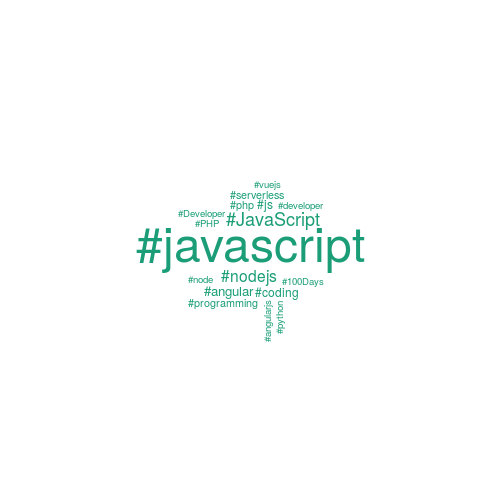 #vuejs
#serverless
#php #js #developer
#Developer #JavaScript
#PHP
#javascript
#node #nodejs #100Days
#angular #coding
#programming
#angularjs
#python